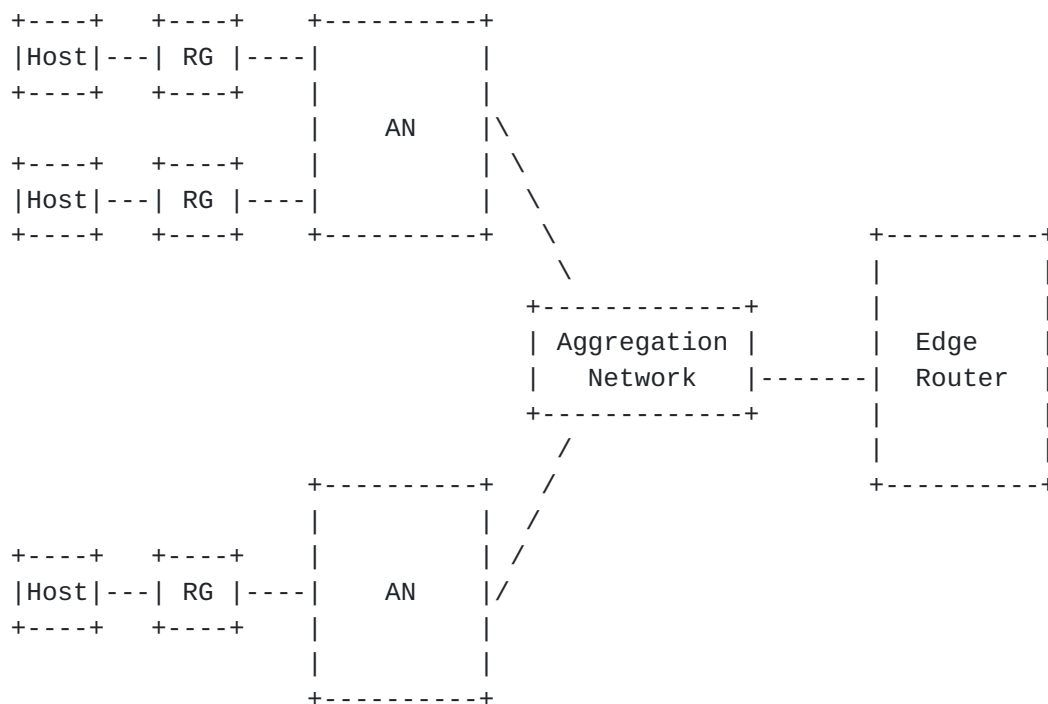 Host RG
AN
Host RG
Aggregation Edge
Network Router
Host RG AN